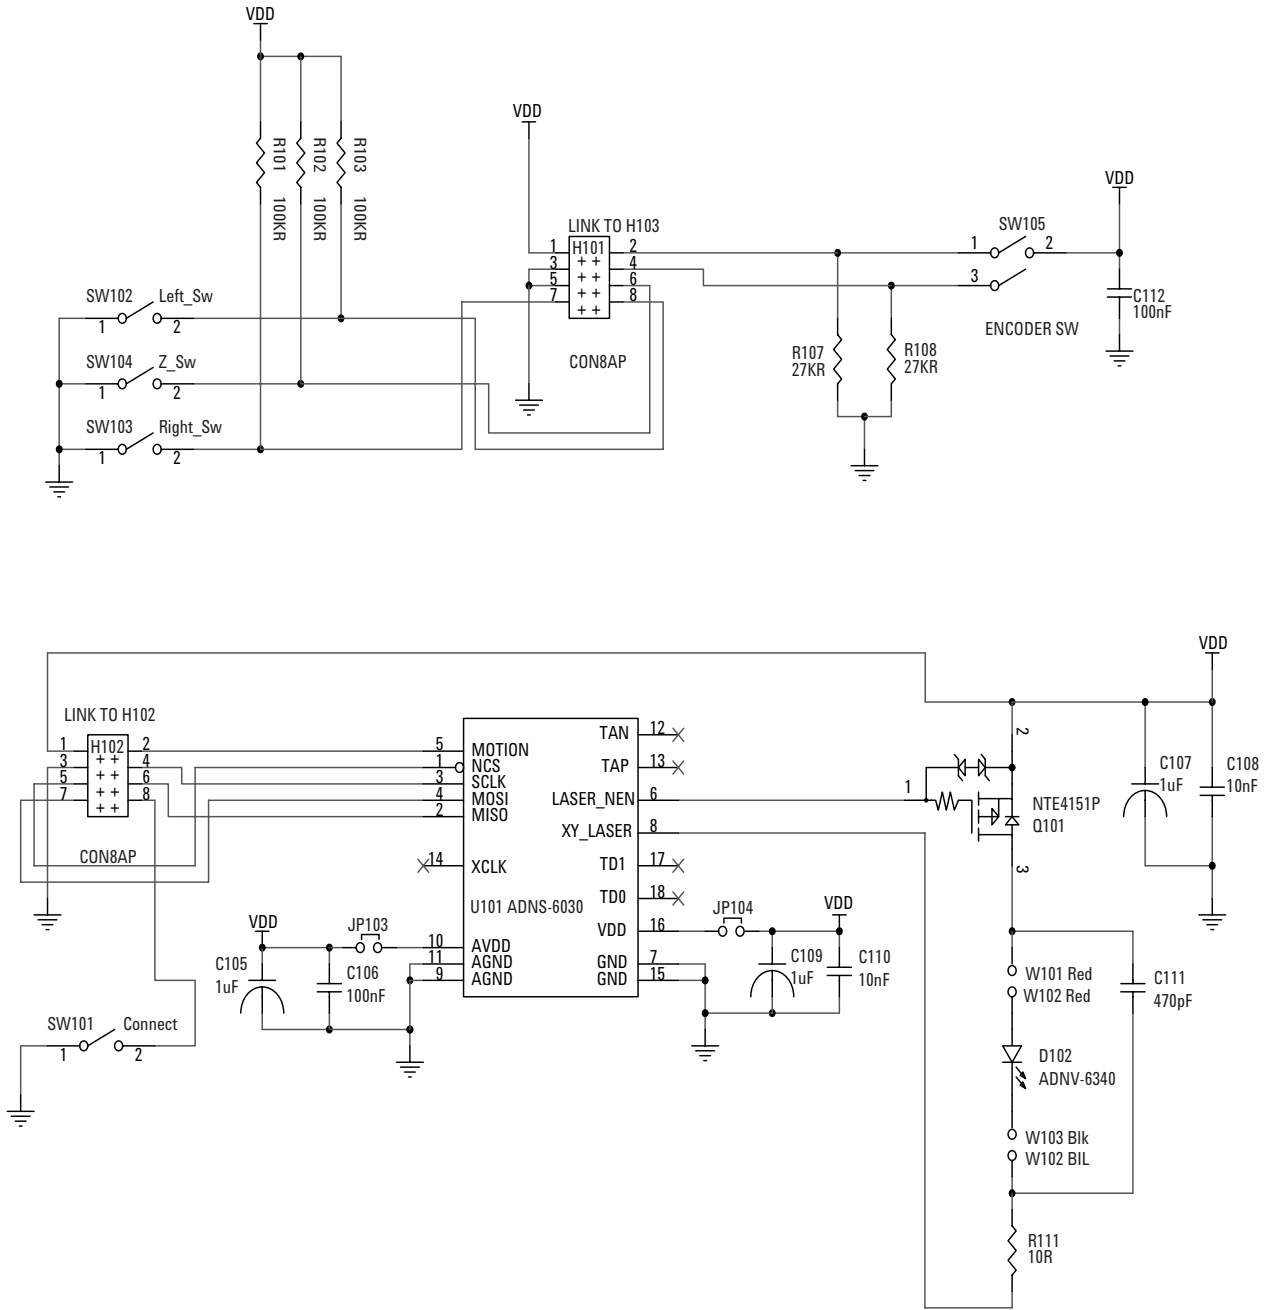 VDD
R101 100KR
R102 100KR
R103 100KR
VDD
LINK TO H103
H101
1 2
3 4
5 6
7 8
CON8AP
SW102 Left_Sw
1 2
SW104 Z_Sw
1 2
SW103 Right_Sw
1 2
R107
27KR
R108
27KR
SW105
1 2
3
ENCODER SW
VDD
C112
100nF
LINK TO H102
H102
1 2
3 4
5 6
7 8
CON8AP
SW101 Connect
1 2
5 MOTION
1 NCS
3 SCLK
4 MOSI
2 MISO
14 XCLK
U101 ADNS-6030
10 AVDD
11 AGND
9 AGND
TAN 12
TAP 13
LASER_NEN 6
XY_LASER 8
TD1 17
TD0 18
VDD 16
GND 7
GND 15
VDD
JP103
C105
1uF
C106
100nF
JP104
VDD
C109
1uF
C110
10nF
VDD
2
1
3
NTE4151P
Q101
C107
1uF
C108
10nF
W101 Red
W102 Red
C111
470pF
D102
ADNV-6340
W103 Blk
W102 BIL
R111
10R